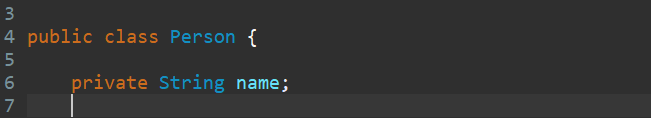 3
4 public class Person {
5
6     private String name;
7